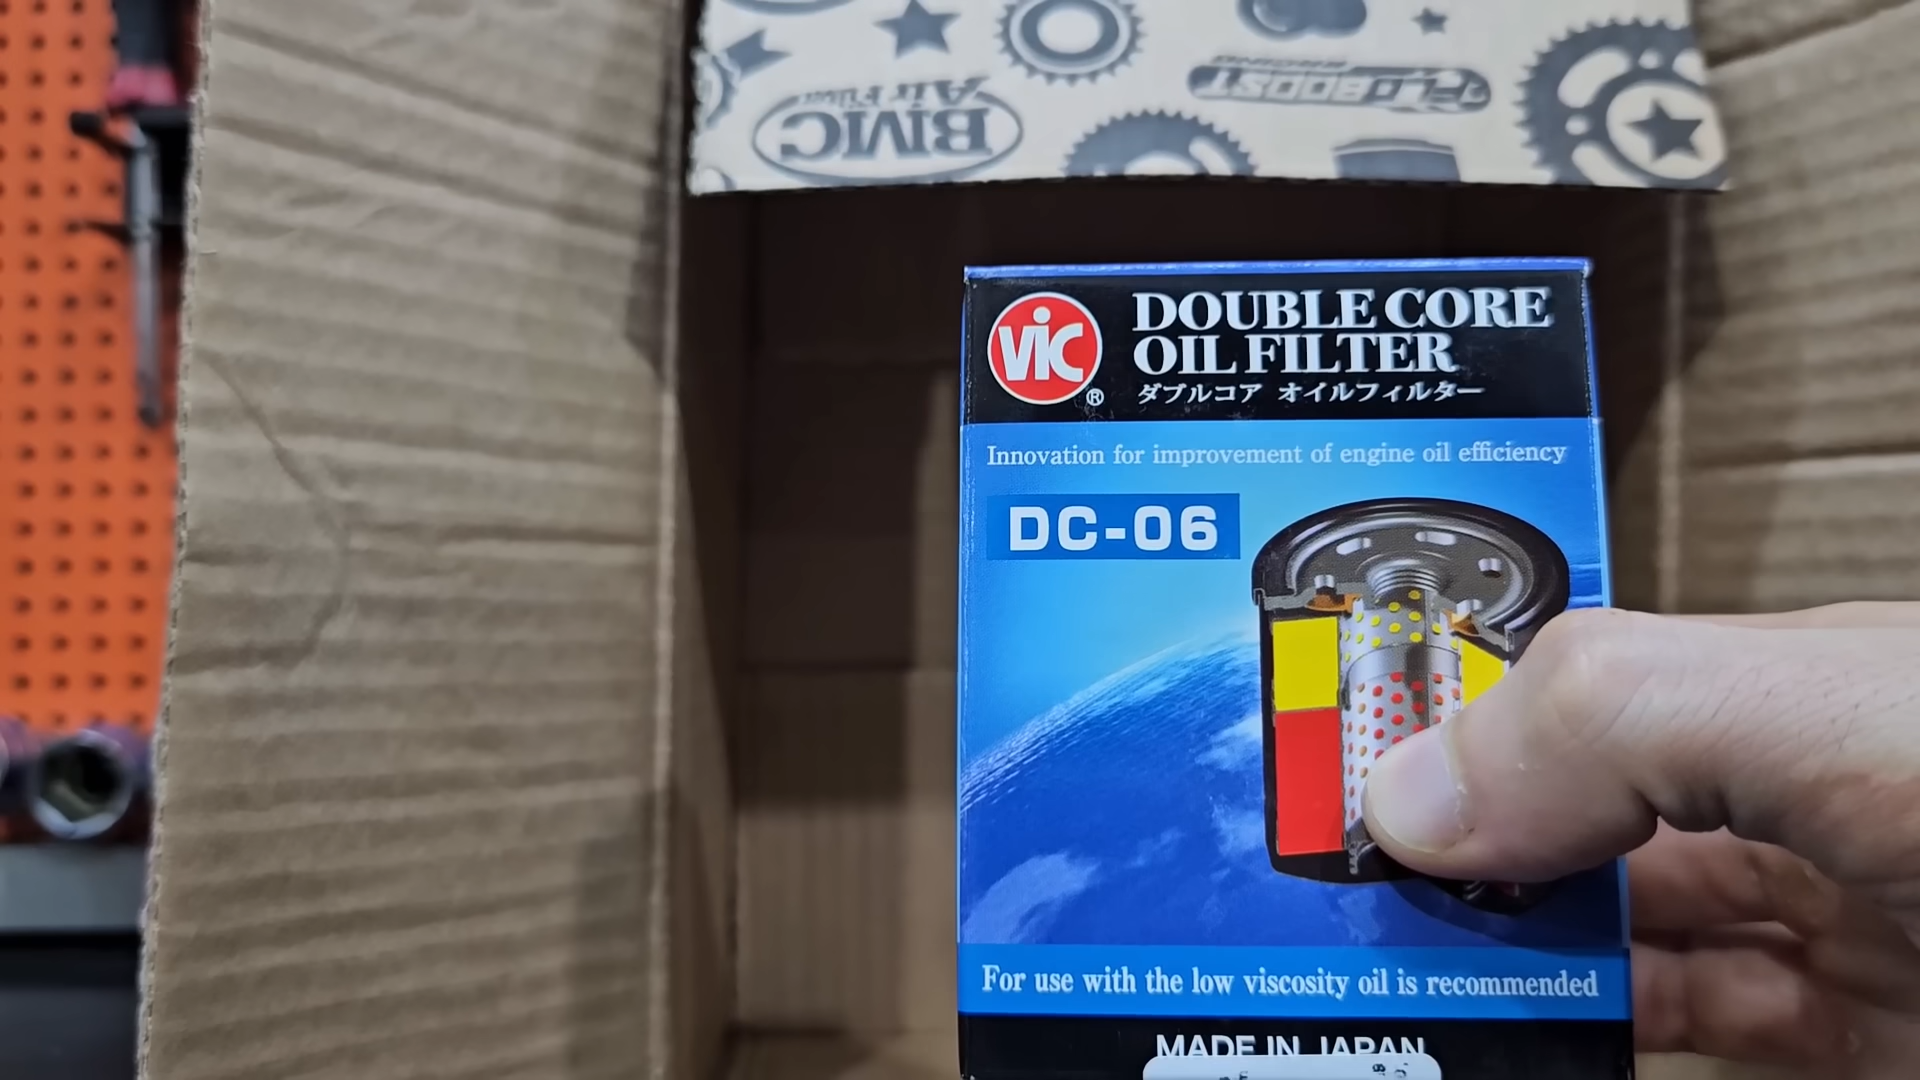 BMC
Air Filter
FLOBOOST
RACING
ViC
®
DOUBLE CORE
OIL FILTER
ダブルコア オイルフィルター
Innovation for improvement of engine oil efficiency
DC-06
For use with the low viscosity oil is recommended
MADE IN JAPAN